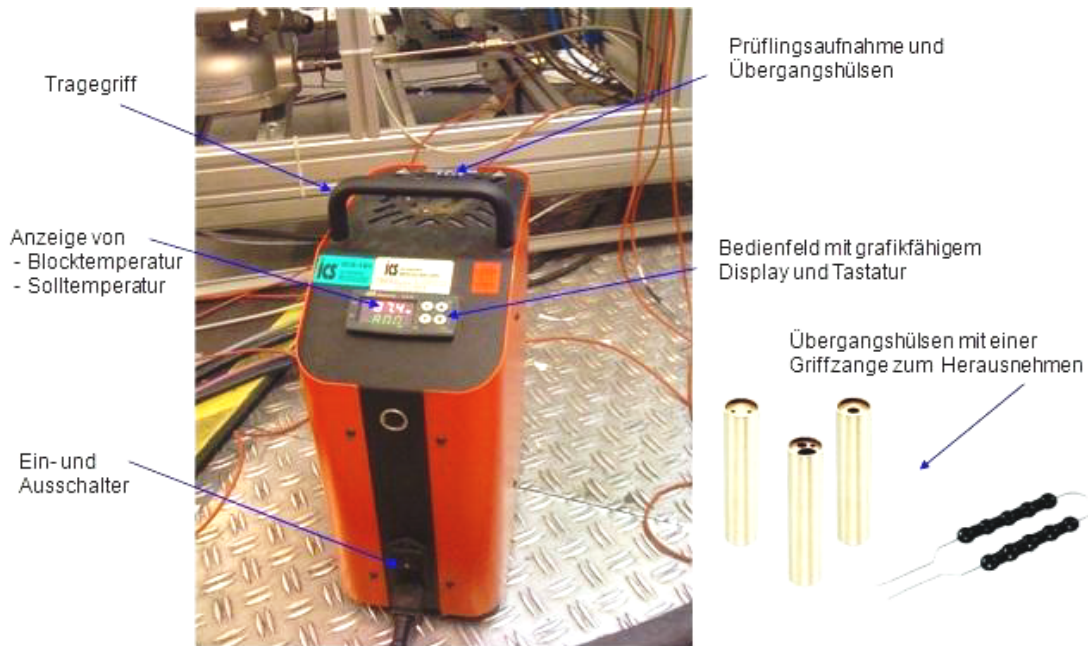 Tragegriff
Prüflingsaufnahme und
Übergangshülsen
Anzeige von
- Blocktemperatur
- Solltemperatur
Bedienfeld mit grafikfähigem
Display und Tastatur
Übergangshülsen mit einer
Griffzange zum Herausnehmen
Ein- und
Ausschalter
ics
ics